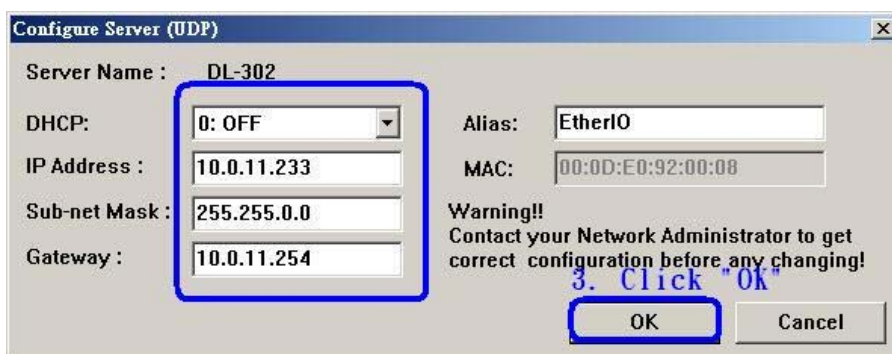 Configure Server (UDP)
Server Name : DL-302
DHCP: 0: OFF
Alias: EtherIO
IP Address : 10.0.11.233
MAC: 00:0D:E0:92:00:08
Sub-net Mask : 255.255.0.0
Gateway : 10.0.11.254
Warning!!
Contact your Network Administrator to get
correct configuration before any changing!
3. Click "OK"
OK Cancel